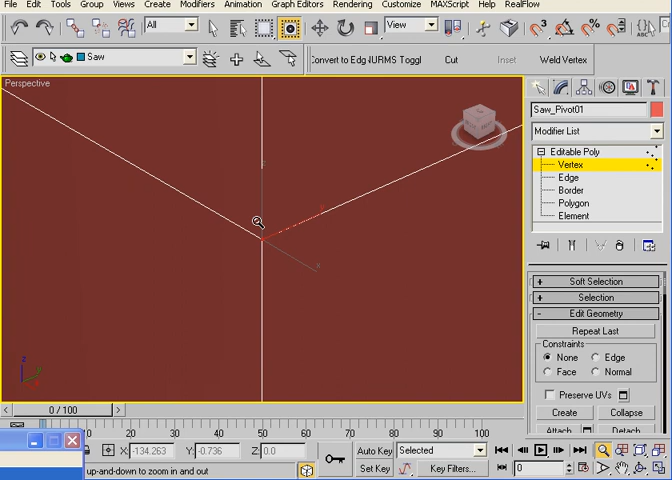 File Edit Tools Group Views Create Modifiers Animation Graph Editors Rendering Customize MAXScript Help RealFlow
All View 3 % ABC
Saw Convert to Edg NURMS Toggl Cut Inset Weld Vertex
Perspective
Saw_Pivot01
Modifier List
Editable Poly
Vertex
Edge
Border
Polygon
Element
z
y
x
+ Soft Selection
+ Selection
- Edit Geometry
Repeat Last
Constraints
None Edge
Face Normal
Preserve UVs
Create Collapse
Attach Detach
z
y
x
< 0 / 100 >
10 20 30 40 50 60 70 80 90 100
X: -134.263 Y: -0.736 Z: 0.0 Auto Key Selected
up-and-down to zoom in and out Set Key Key Filters... 0